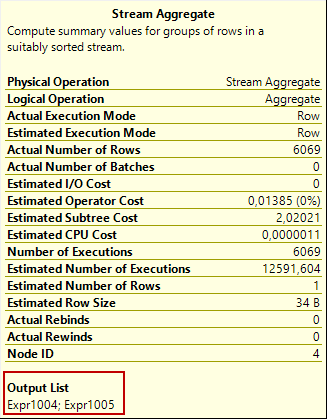 Stream Aggregate
Compute summary values for groups of rows in a
suitably sorted stream.
Physical Operation Stream Aggregate
Logical Operation Aggregate
Actual Execution Mode Row
Estimated Execution Mode Row
Actual Number of Rows 6069
Actual Number of Batches 0
Estimated I/O Cost 0
Estimated Operator Cost 0,01385 (0%)
Estimated Subtree Cost 2,02021
Estimated CPU Cost 0,0000011
Number of Executions 6069
Estimated Number of Executions 12591,604
Estimated Number of Rows 1
Estimated Row Size 34 B
Actual Rebinds 0
Actual Rewinds 0
Node ID 4
Output List
Expr1004; Expr1005